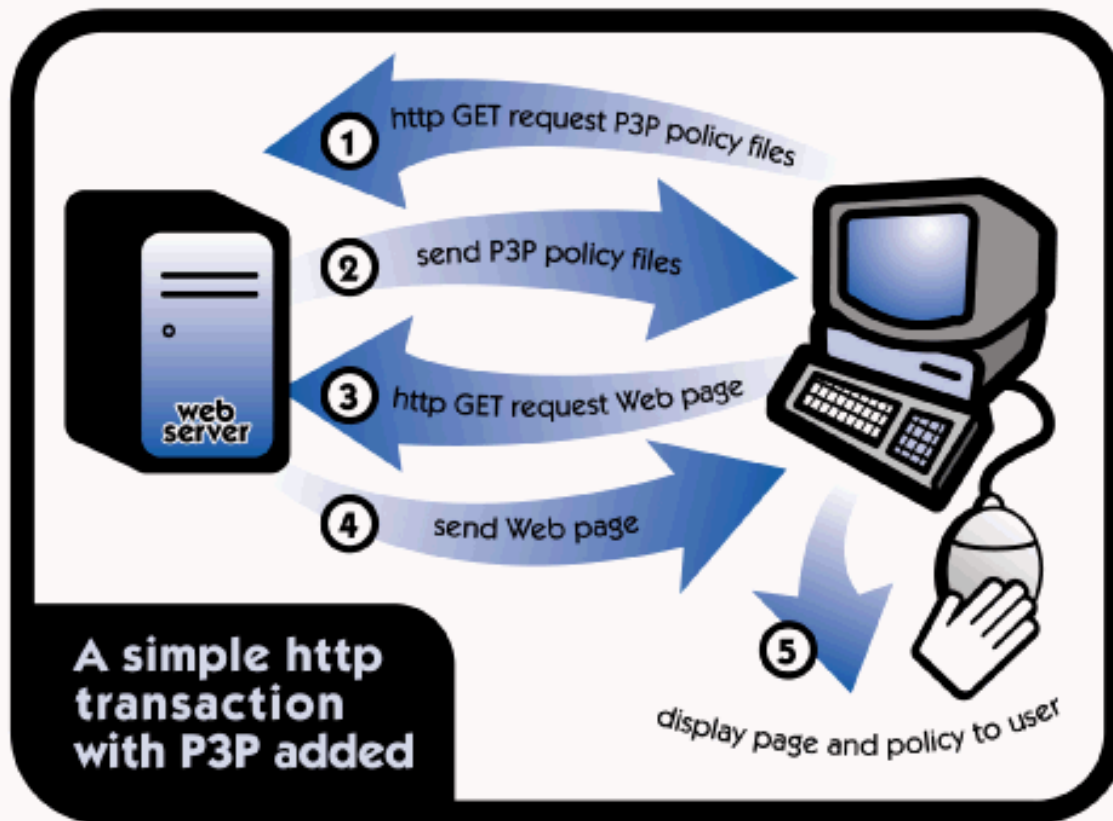 1 http GET request P3P policy files
2 send P3P policy files
3 http GET request Web page
web
server
4 send Web page
5
display page and policy to user
A simple http
transaction
with P3P added